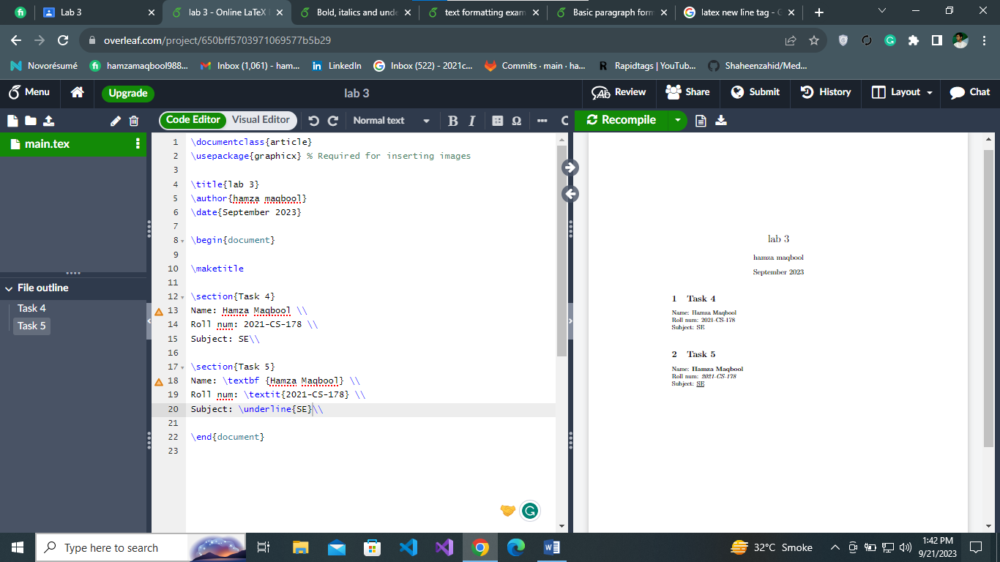 Lab 3
lab 3 - Online LaTeX
Bold, italics and unde
text formatting exam
Basic paragraph form
latex new line tag - G
overleaf.com/project/650bff5703971069577b5b29
Novorésumé
hamzamaqbool988...
Inbox (1,061) - ham...
LinkedIn
Inbox (522) - 2021c...
Commits · main · ha...
Rapidtags | YouTub...
Shaheenzahid/Med...
Menu
Upgrade
lab 3
Review
Share
Submit
History
Layout
Chat
Code Editor
Visual Editor
Normal text
B I
Ω
Recompile
main.tex
File outline
Task 4
Task 5
1 \documentclass{article}
2 \usepackage{graphicx} % Required for inserting images
3
4 \title{lab 3}
5 \author{hamza maqbool}
6 \date{September 2023}
7
8 \begin{document}
9
10 \maketitle
11
12 \section{Task 4}
13 Name: Hamza Maqbool \\
14 Roll num: 2021-CS-178 \\
15 Subject: SE\\
16
17 \section{Task 5}
18 Name: \textbf {Hamza Maqbool} \\
19 Roll num: \textit{2021-CS-178} \\
20 Subject: \underline{SE}\\
21
22 \end{document}
23
lab 3
hamza maqbool
September 2023
1 Task 4
Name: Hamza Maqbool
Roll num: 2021-CS-178
Subject: SE
2 Task 5
Name: Hamza Maqbool
Roll num: 2021-CS-178
Subject: SE
Type here to search
32°C Smoke
1:42 PM
9/21/2023